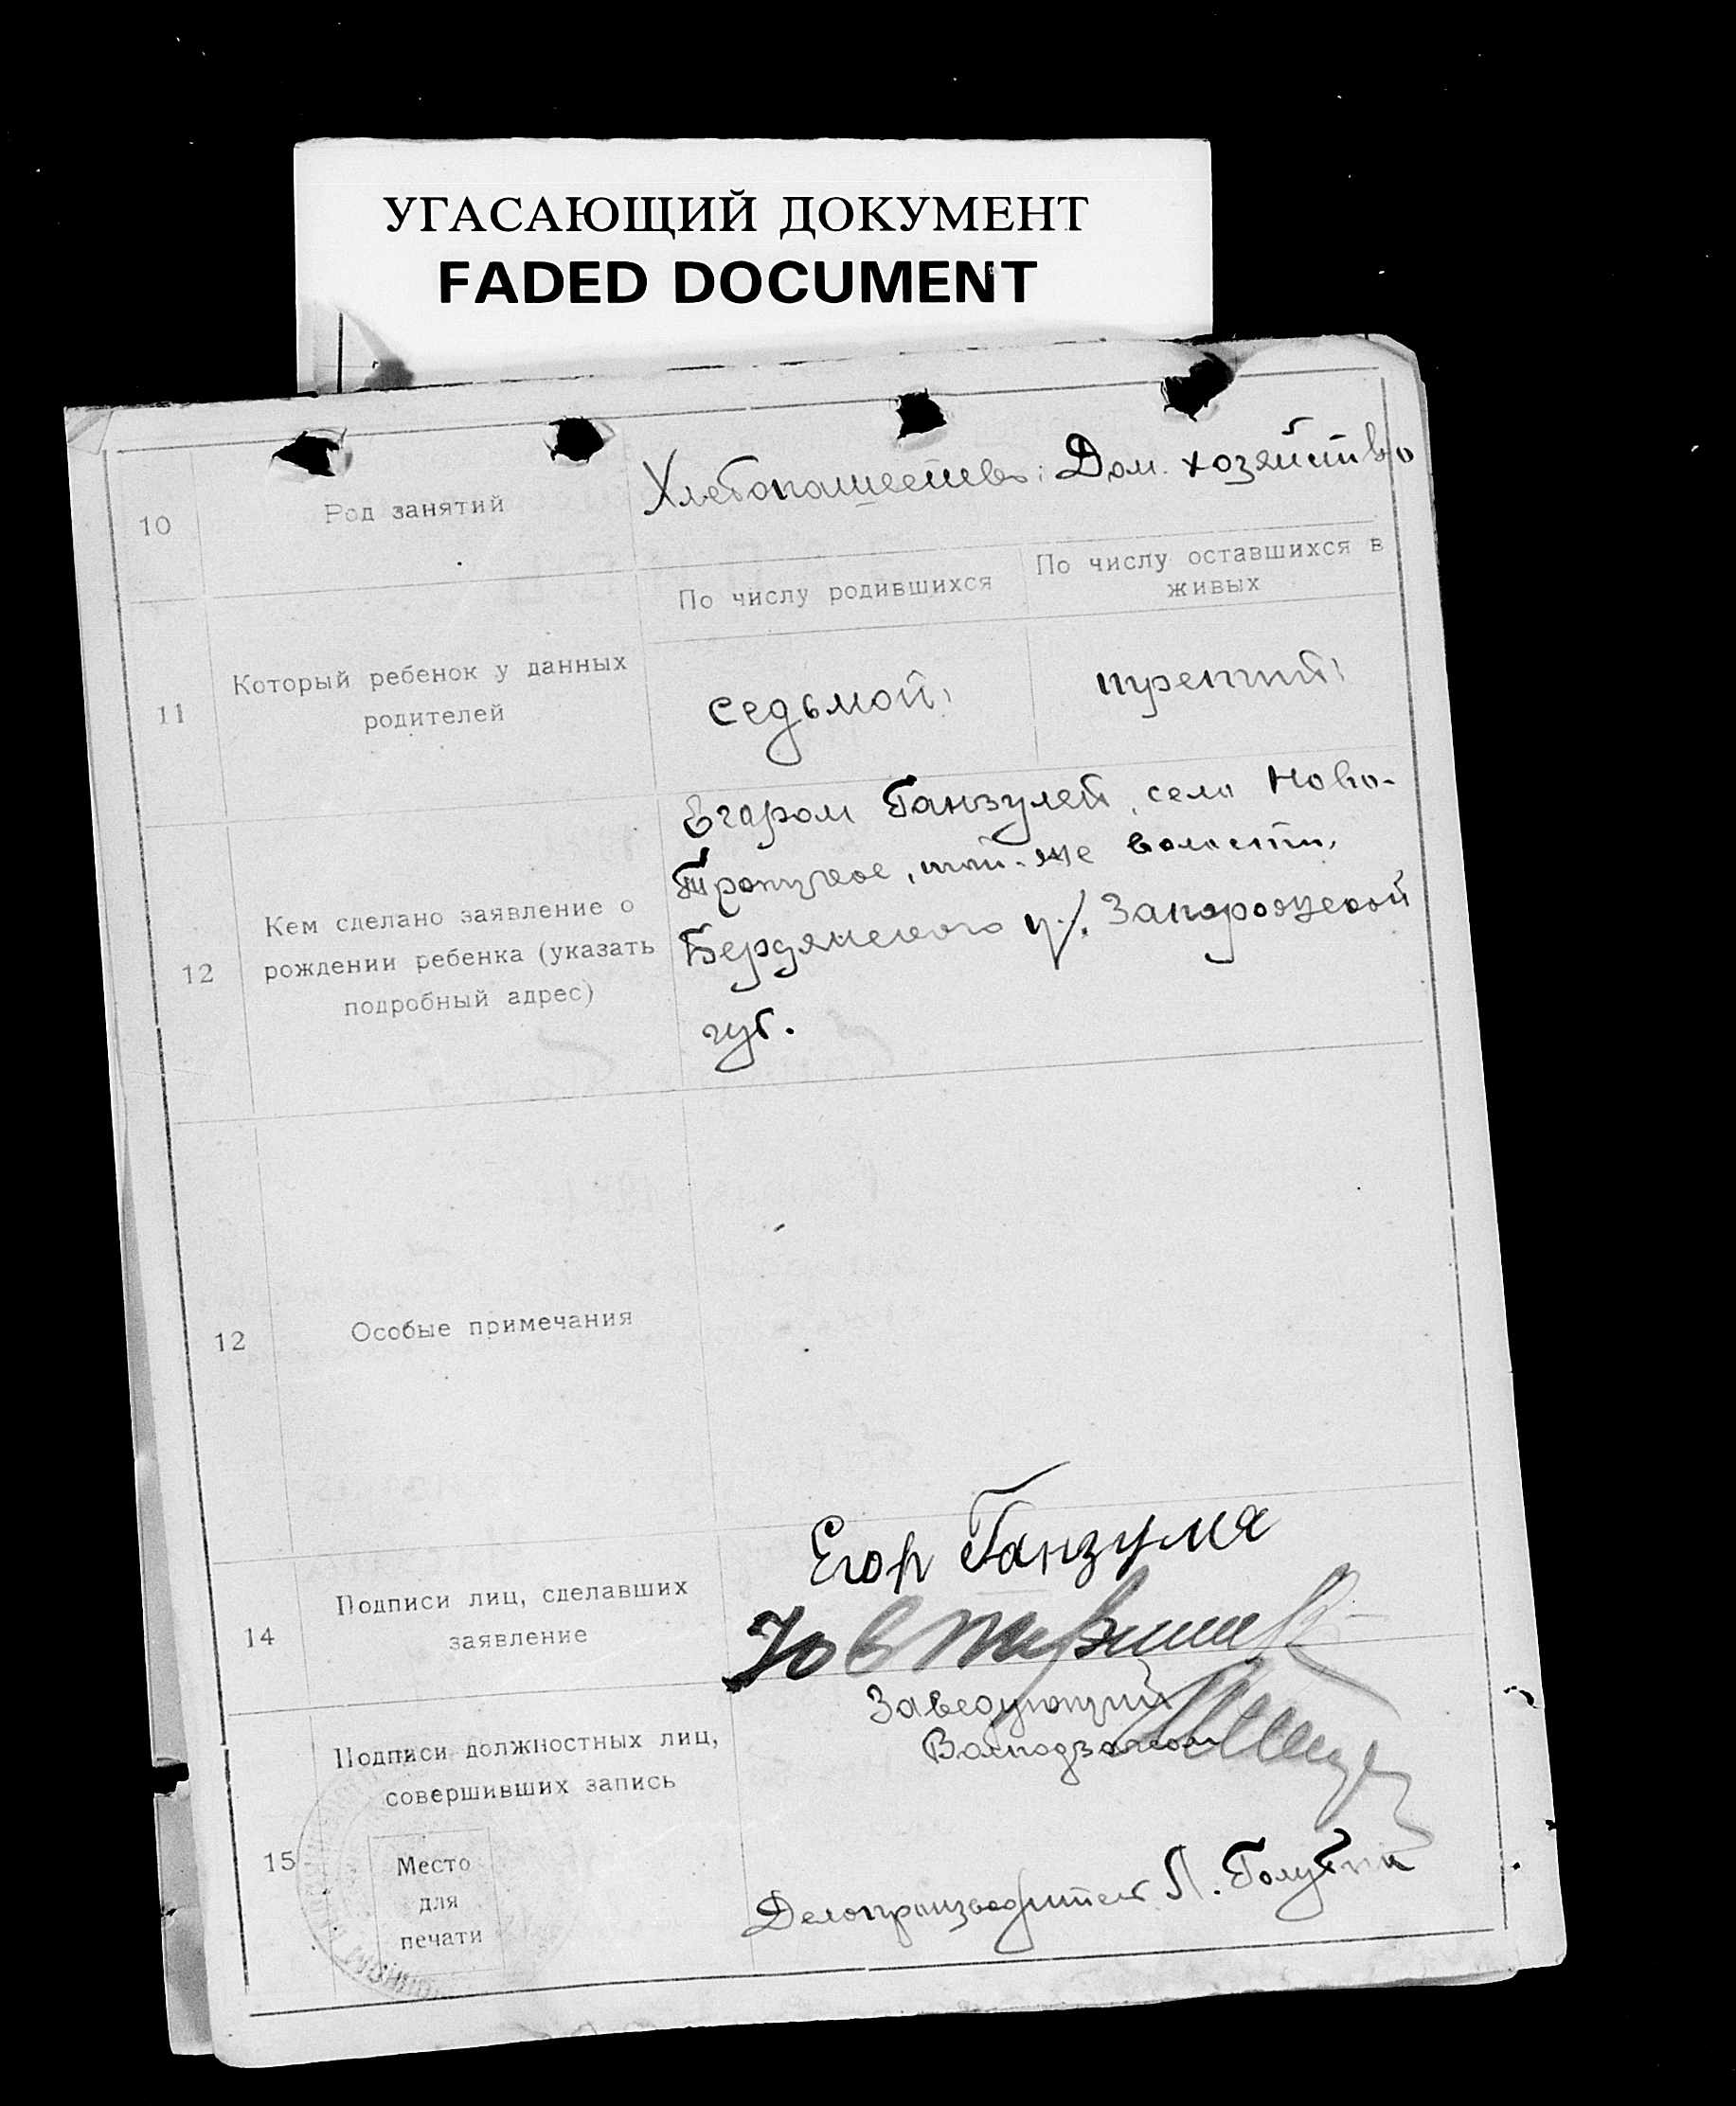 УГАСАЮЩИЙ ДОКУМЕНТ
FADED DOCUMENT
10
Род занятий
Хлебопашество; Дом. хозяйство
11
Который ребенок у данных
родителей
По числу родившихся
По числу оставшихся в
живых
седьмой
третий
12
Кем сделано заявление о
рождении ребенка (указать
подробный адрес)
Егаром Ганзулей, села Ново-
Троицкое, той-же волости,
Бердянского у/. Запорожской
губ.
12
Особые примечания
14
Подписи лиц, сделавших
заявление
Егор Ганзуля
15
Подписи должностных лиц,
совершивших запись
Место
для
печати
Заведующий
Делопроизводитель Л.